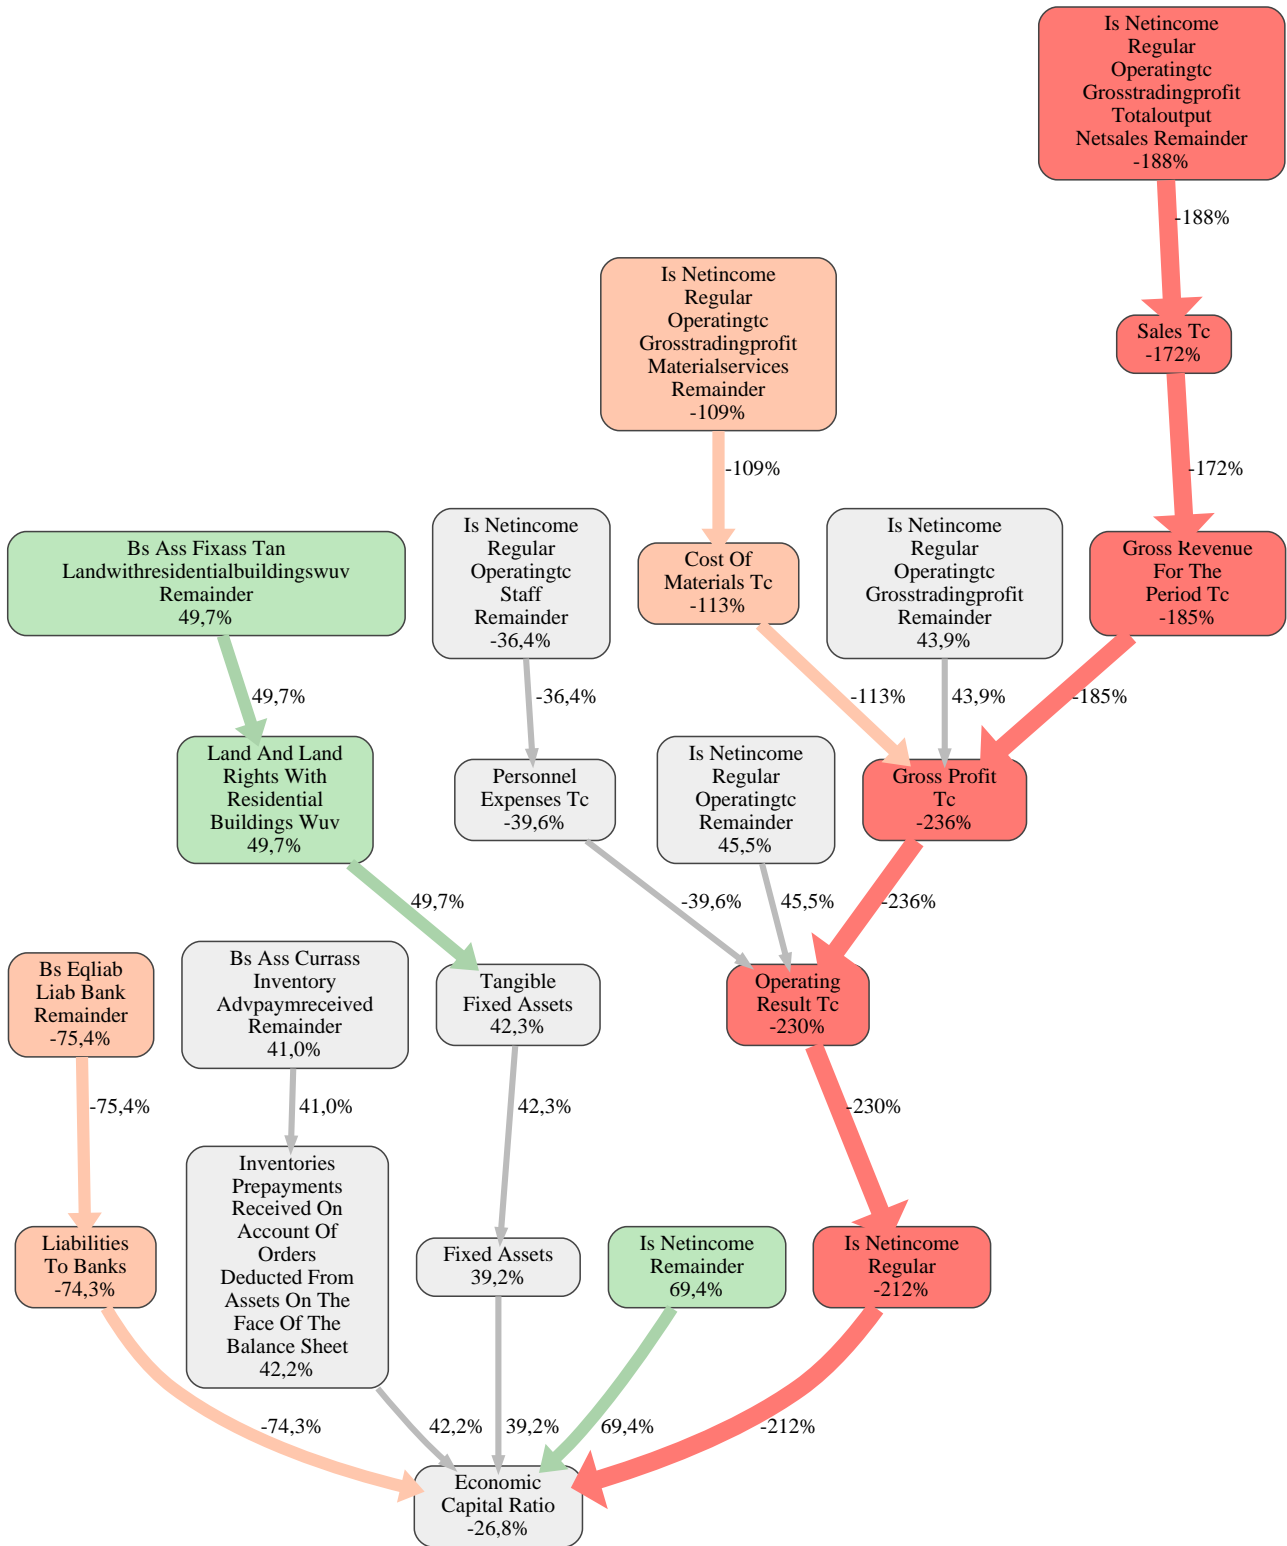 Is Netincome
Regular
Operatingtc
Grosstradingprofit
Totaloutput
Netsales Remainder
-188%
-188%
Is Netincome
Regular
Operatingtc
Grosstradingprofit
Materialservices
Remainder
-109%
Sales Tc
-172%
-109%
-172%
Bs Ass Fixass Tan
Landwithresidentialbuildingswuv
Remainder
49,7%
Is Netincome
Regular
Operatingtc
Staff
Remainder
-36,4%
Cost Of
Materials Tc
-113%
Is Netincome
Regular
Operatingtc
Grosstradingprofit
Remainder
43,9%
Gross Revenue
For The
Period Tc
-185%
49,7%
-36,4%
-113%
43,9%
-185%
Land And Land
Rights With
Residential
Buildings Wuv
49,7%
Personnel
Expenses Tc
-39,6%
Is Netincome
Regular
Operatingtc
Remainder
45,5%
Gross Profit
Tc
-236%
49,7%
-39,6%
45,5%
-236%
Bs Eqliab
Liab Bank
Remainder
-75,4%
Bs Ass Currass
Inventory
Advpaymreceived
Remainder
41,0%
Tangible
Fixed Assets
42,3%
Operating
Result Tc
-230%
-75,4%
41,0%
42,3%
-230%
Liabilities
To Banks
-74,3%
Inventories
Prepayments
Received On
Account Of
Orders
Deducted From
Assets On The
Face Of The
Balance Sheet
42,2%
Fixed Assets
39,2%
Is Netincome
Remainder
69,4%
Is Netincome
Regular
-212%
-74,3%
42,2%
39,2%
69,4%
-212%
Economic
Capital Ratio
-26,8%